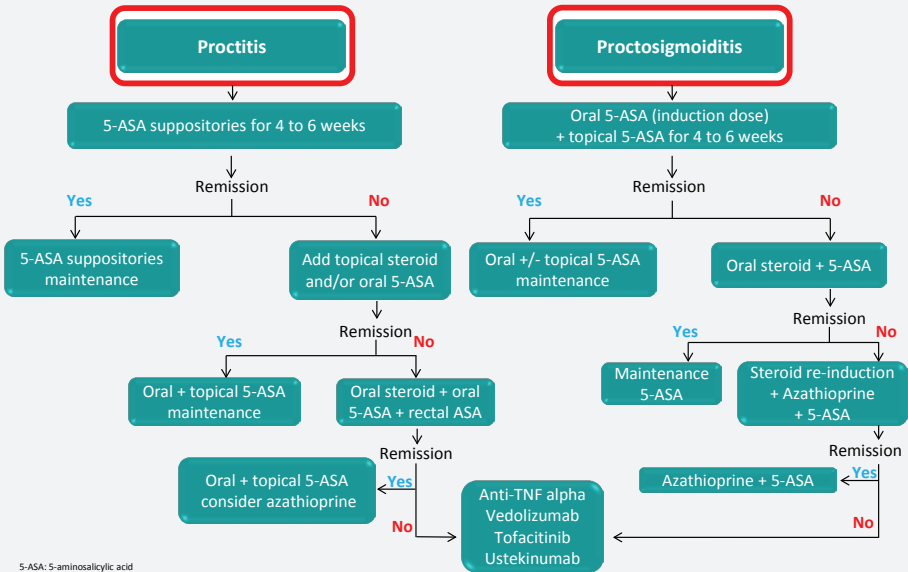 Proctitis
Proctosigmoiditis
5-ASA suppositories for 4 to 6 weeks
Oral 5-ASA (induction dose)
+ topical 5-ASA for 4 to 6 weeks
Remission
Yes
No
Remission
Yes
No
5-ASA suppositories
maintenance
Add topical steroid
and/or oral 5-ASA
Oral +/- topical 5-ASA
maintenance
Oral steroid + 5-ASA
Remission
Yes
No
Remission
Yes
No
Oral + topical 5-ASA
maintenance
Oral steroid + oral
5-ASA + rectal ASA
Maintenance
5-ASA
Steroid re-induction
+ Azathioprine
+ 5-ASA
Remission
Yes
No
Remission
Yes
No
Oral + topical 5-ASA
consider azathioprine
Azathioprine + 5-ASA
Anti-TNF alpha
Vedolizumab
Tofacitinib
Ustekinumab
5-ASA: 5-aminosalicylic acid